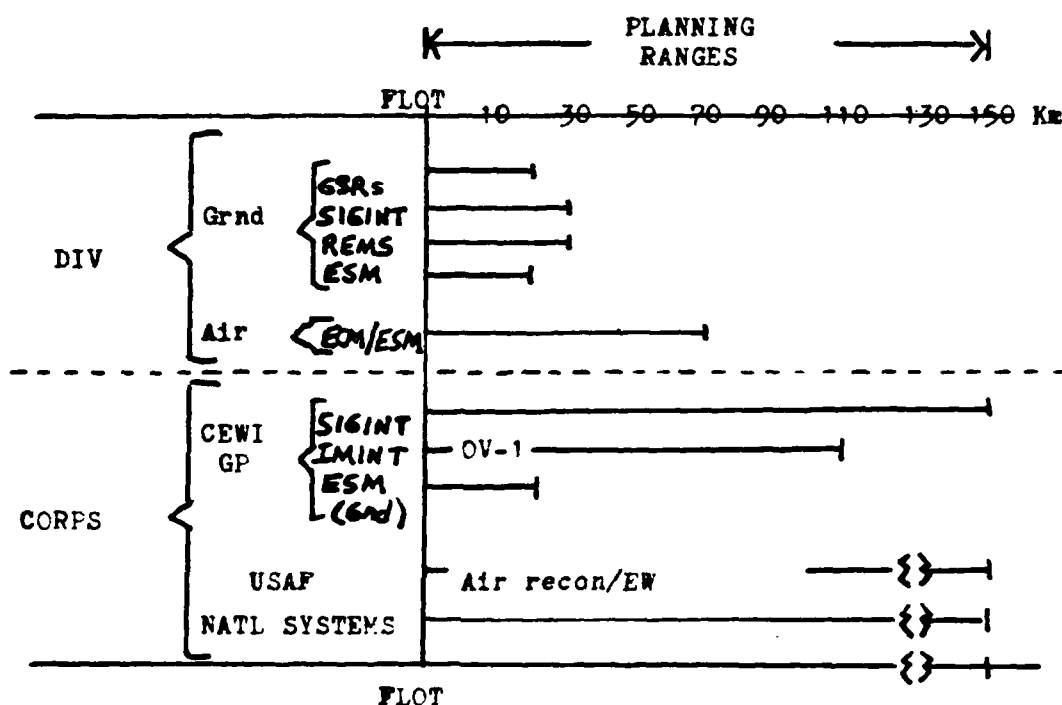 PLANNING
RANGES
FLOT
10 30 50 70 90 110 130 150 Km
GSRs
Grnd SIGINT
REMS
DIV
ESM
Air ECM/ESM
SIGINT
CEWI
GP IMINT OV-1
ESM
(Gnd)
CORPS
USAF Air recon/EW
NATL SYSTEMS
FLOT